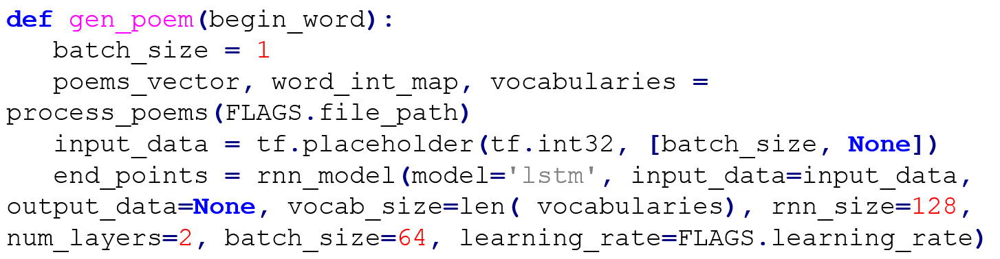 def gen_poem(begin_word):
   batch_size = 1
   poems_vector, word_int_map, vocabularies =
process_poems(FLAGS.file_path)
   input_data = tf.placeholder(tf.int32, [batch_size, None])
   end_points = rnn_model(model='lstm', input_data=input_data,
output_data=None, vocab_size=len( vocabularies), rnn_size=128,
num_layers=2, batch_size=64, learning_rate=FLAGS.learning_rate)